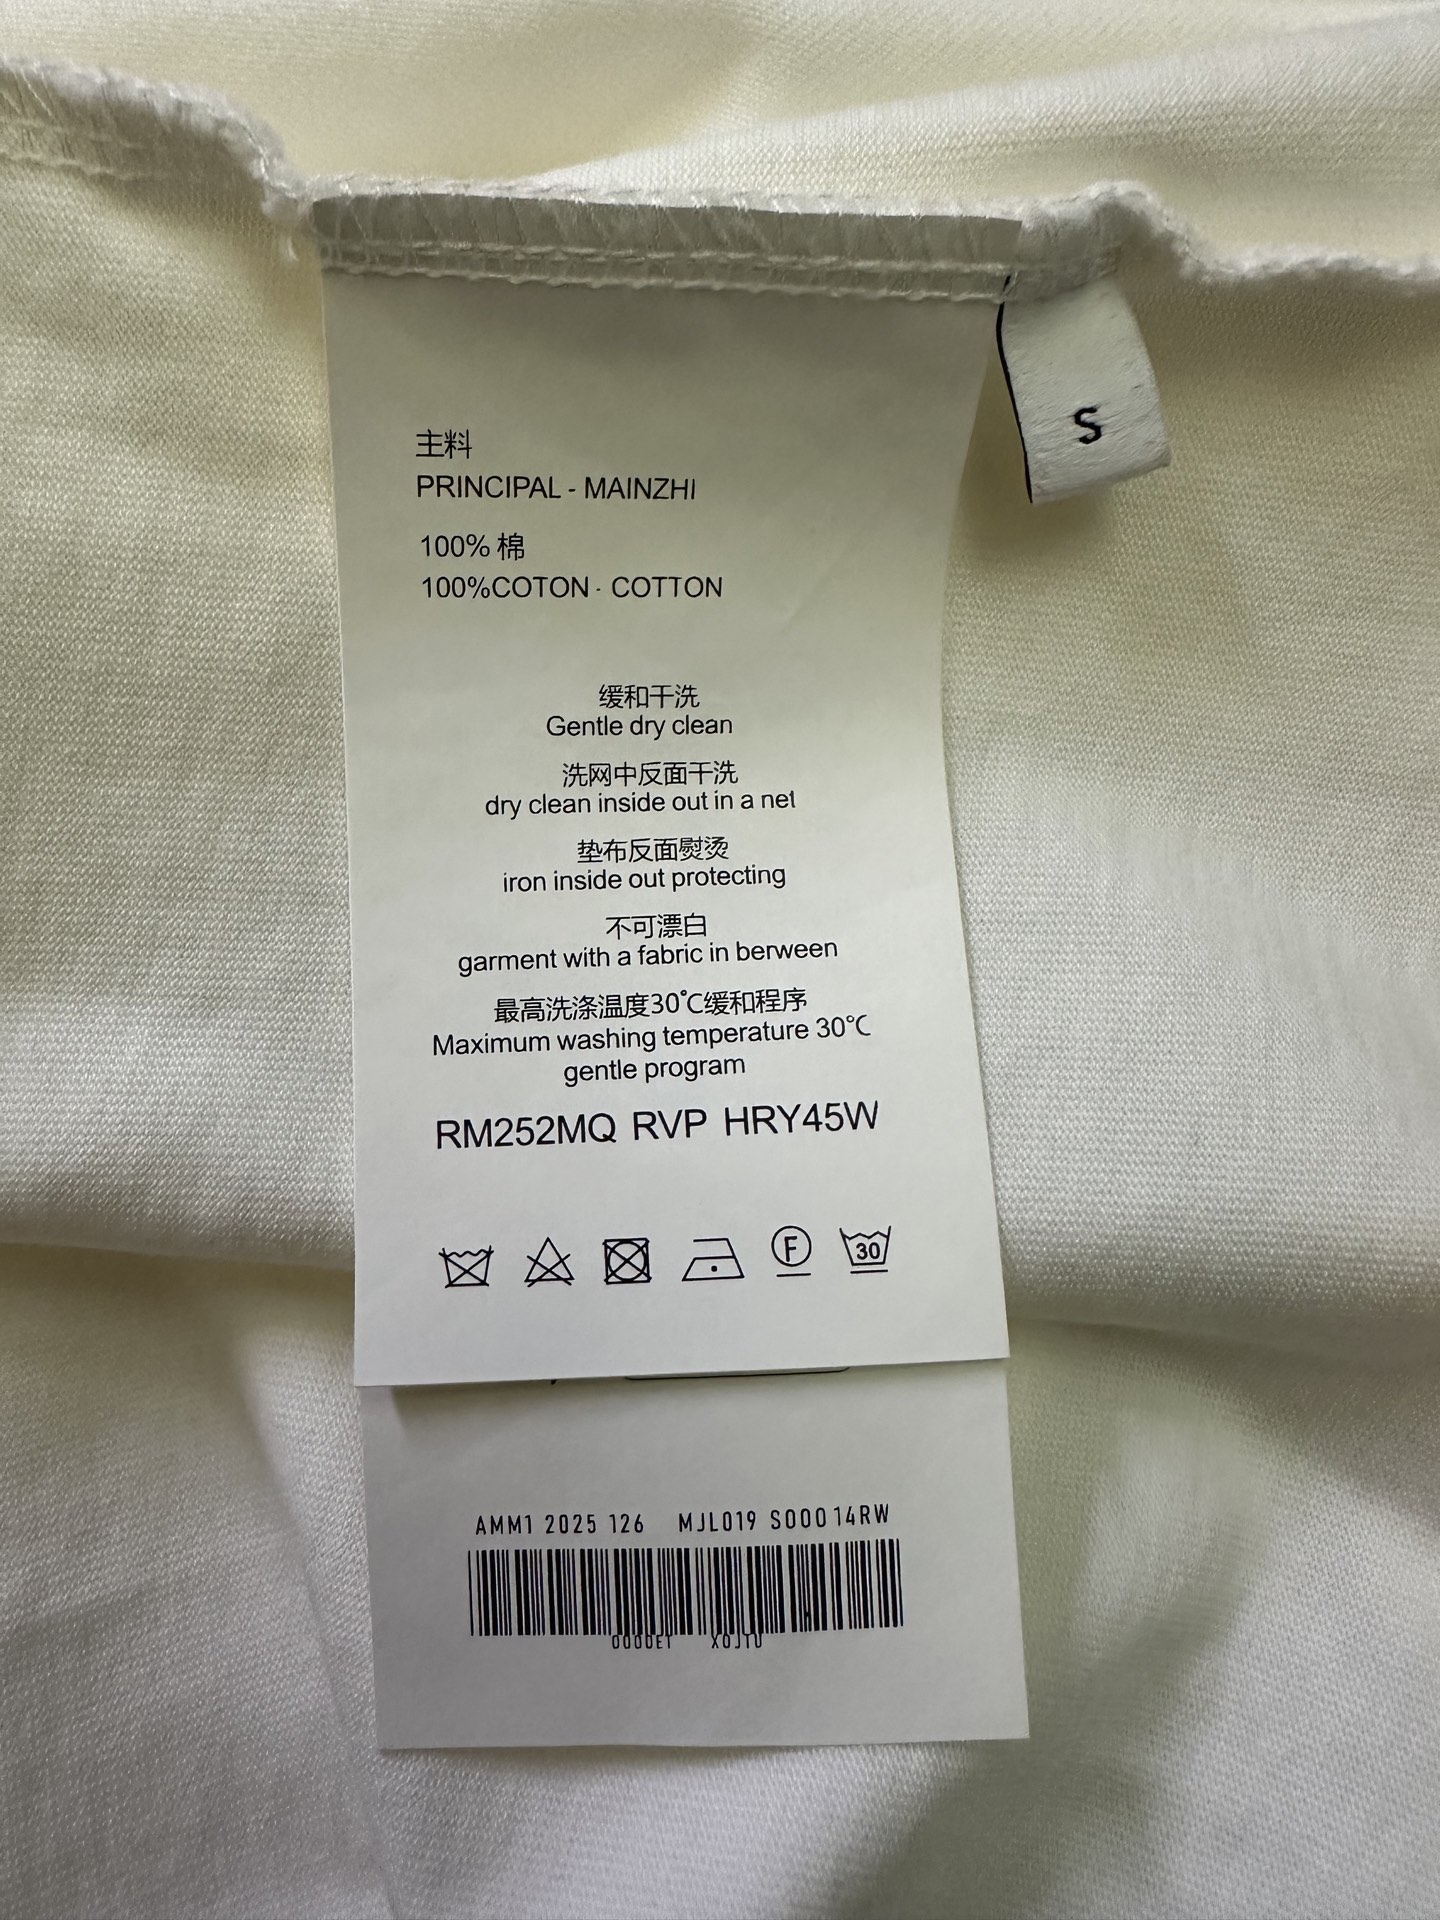 S
主料
PRINCIPAL - MAINZHI
100% 棉
100%COTON - COTTON
缓和干洗
Gentle dry clean
洗网中反面干洗
dry clean inside out in a net
垫布反面熨烫
iron inside out protecting
不可漂白
garment with a fabric in berween
最高洗涤温度30℃缓和程序
Maximum washing temperature 30℃
gentle program
RM252MQ RVP HRY45W
F 30
AMM1 2025 126 MJL019 S00014RW